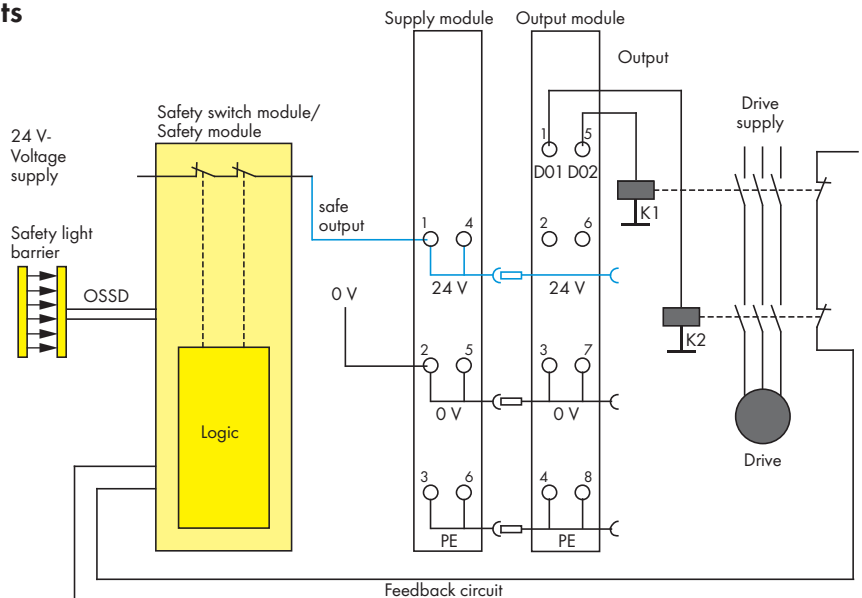 ts
Supply module
Output module
Output
Safety switch module/
Safety module
24 V-
Voltage
supply
Drive
supply
1 5
D01 D02
K1
safe
output
1 4
2 6
Safety light
barrier
OSSD
24 V
24 V
0 V
K2
2 5
3 7
0 V
0 V
Logic
Drive
3 6
4 8
PE
PE
Feedback circuit